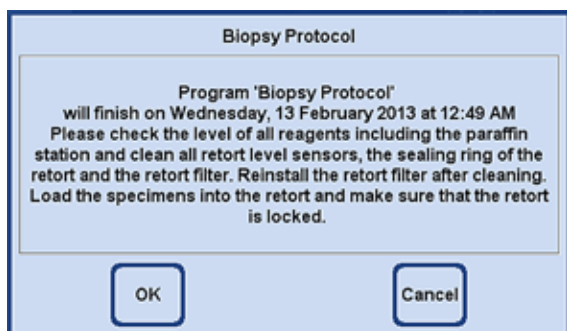 Biopsy Protocol
Program 'Biopsy Protocol'
will finish on Wednesday, 13 February 2013 at 12:49 AM
Please check the level of all reagents including the paraffin
station and clean all retort level sensors, the sealing ring of the
retort and the retort filter. Reinstall the retort filter after cleaning.
Load the specimens into the retort and make sure that the retort
is locked.
OK
Cancel